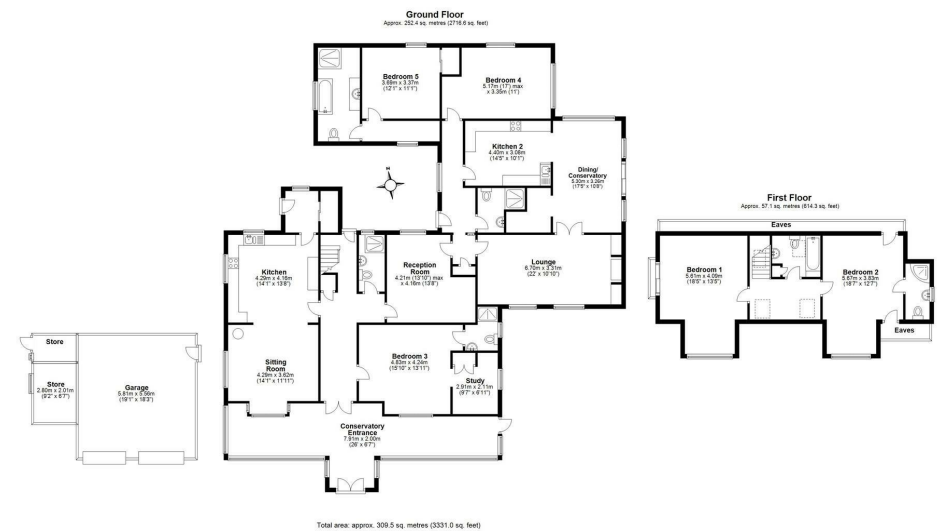 Ground Floor
Approx. 252.4 sq. metres (2716.6 sq. feet)
Bedroom 5
3.69m x 3.37m
(12'1" x 11'1")
Bedroom 4
5.17m (17') max
x 3.35m (11')
Kitchen 2
4.40m x 3.08m
(14'5" x 10'1")
Dining/
Conservatory
5.30m x 3.26m
(17'5" x 10'8")
N
Kitchen
4.29m x 4.16m
(14'1" x 13'8")
Reception
Room
4.21m (13'10") max
x 4.16m (13'8")
Lounge
6.70m x 3.31m
(22' x 10'10")
Sitting
Room
4.29m x 3.62m
(14'1" x 11'11")
Bedroom 3
4.83m x 4.24m
(15'10" x 13'11")
Study
2.91m x 2.11m
(9'7" x 6'11")
Conservatory
Entrance
7.91m x 2.00m
(26' x 6'7")
Store
Store
2.80m x 2.01m
(9'2" x 6'7")
Garage
5.81m x 5.56m
(19'1" x 18'3")
First Floor
Approx. 57.1 sq. metres (614.3 sq. feet)
Eaves
Bedroom 1
5.61m x 4.09m
(18'5" x 13'5")
Bedroom 2
5.67m x 3.83m
(18'7" x 12'7")
Eaves
Total area: approx. 309.5 sq. metres (3331.0 sq. feet)